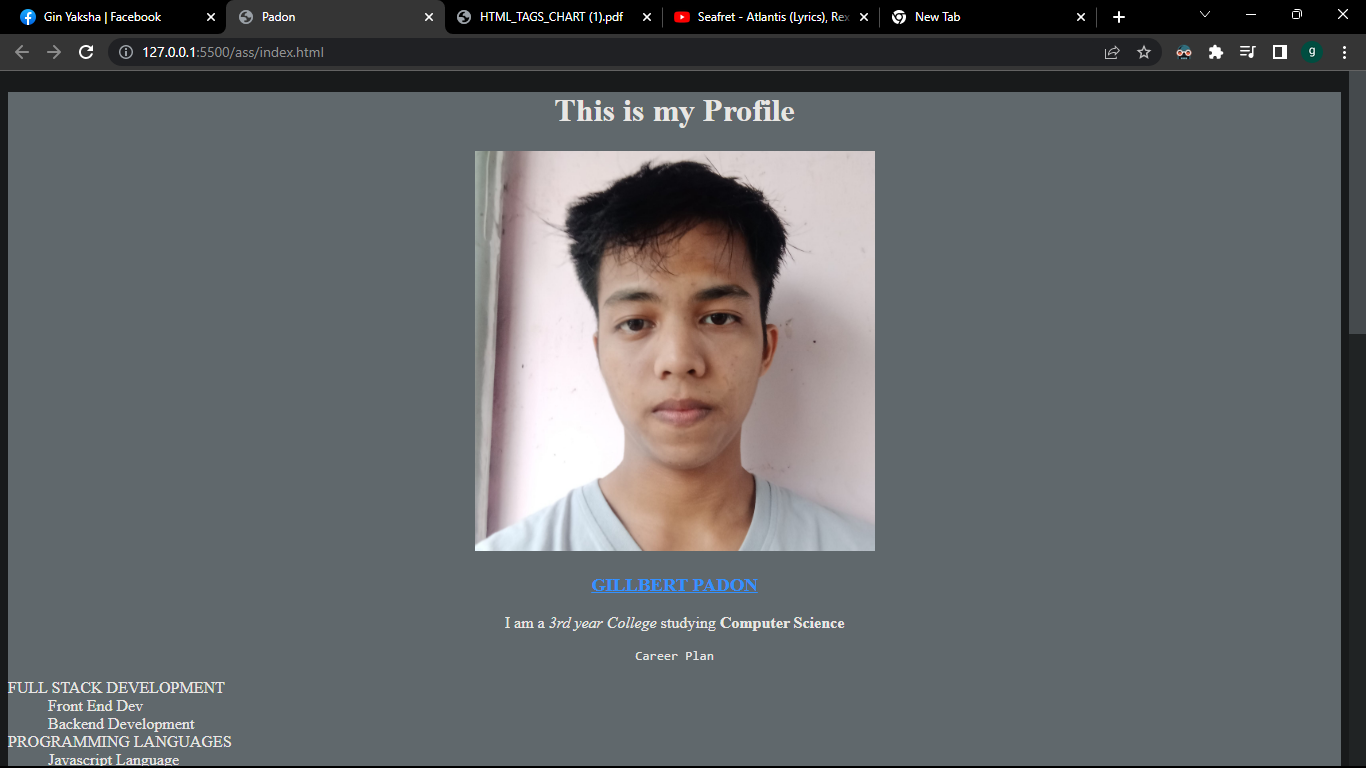 Gin Yaksha | Facebook
Padon
HTML_TAGS_CHART (1).pdf
Seafret - Atlantis (Lyrics), Rex
New Tab
127.0.0.1:5500/ass/index.html
g
This is my Profile
GILLBERT PADON
I am a 3rd year College studying Computer Science
Career Plan
FULL STACK DEVELOPMENT
Front End Dev
Backend Development
PROGRAMMING LANGUAGES
Javascript Language